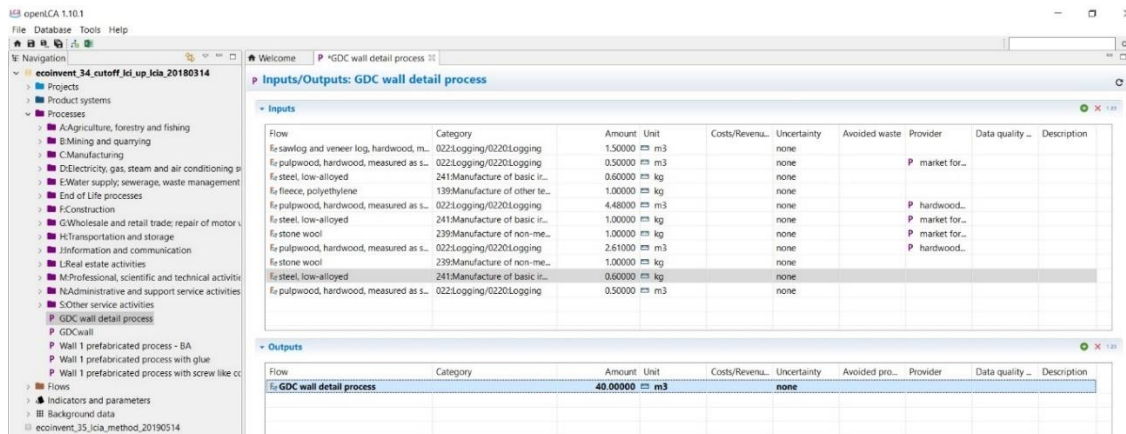 openLCA 1.10.1
File Database Tools Help
Navigation
Welcome
P *GDC wall detail process
ecoinvent_34_cutoff_lci_up_lcia_20180314
Projects
Product systems
Processes
A:Agriculture, forestry and fishing
B:Mining and quarrying
C:Manufacturing
D:Electricity, gas, steam and air conditioning
E:Water supply; sewerage, waste management
End of Life processes
F:Construction
G:Wholesale and retail trade; repair of motor
H:Transportation and storage
J:Information and communication
L:Real estate activities
M:Professional, scientific and technical activitie
N:Administrative and support service activities
S:Other service activities
P GDC wall detail process
P GDCwall
P Wall 1 prefabricated process - BA
P Wall 1 prefabricated process with glue
P Wall 1 prefabricated process with screw like
Flows
Indicators and parameters
Background data
ecoinvent_35_lcia_method_20190514
P Inputs/Outputs: GDC wall detail process
Inputs
Flow Category Amount Unit Costs/Revenu... Uncertainty Avoided waste Provider Data quality ... Description
sawlog and veneer log, hardwood, m... 022:Logging/0220:Logging 1.50000 m3 none
pulpwood, hardwood, measured as s... 022:Logging/0220:Logging 0.50000 m3 none P market for...
steel, low-alloyed 241:Manufacture of basic ir... 0.60000 kg none
fleece, polyethylene 139:Manufacture of other te... 1.00000 kg none
pulpwood, hardwood, measured as s... 022:Logging/0220:Logging 4.48000 m3 none P hardwood...
steel, low-alloyed 241:Manufacture of basic ir... 1.00000 kg none P market for...
stone wool 239:Manufacture of non-me... 1.00000 kg none P market for...
pulpwood, hardwood, measured as s... 022:Logging/0220:Logging 2.61000 m3 none P hardwood...
stone wool 239:Manufacture of non-me... 1.00000 kg none
steel, low-alloyed 241:Manufacture of basic ir... 0.60000 kg none
pulpwood, hardwood, measured as s... 022:Logging/0220:Logging 0.50000 m3 none
Outputs
Flow Category Amount Unit Costs/Revenu... Uncertainty Avoided pro... Provider Data quality ... Description
GDC wall detail process 40.00000 m3 none